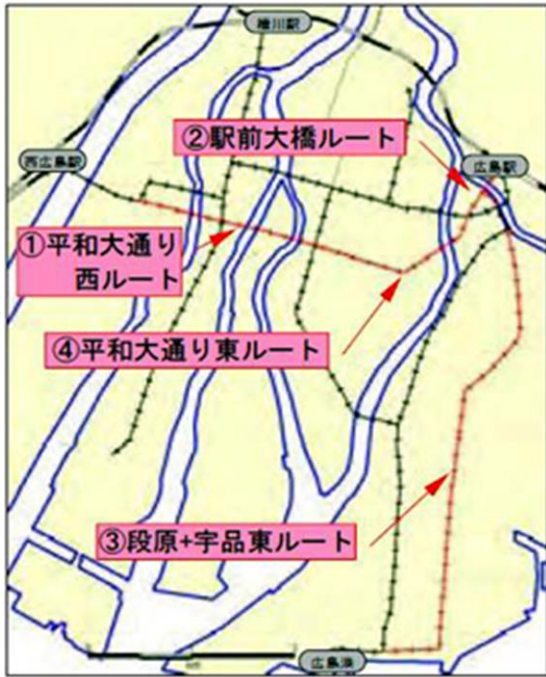 横川駅
②駅前大橋ルート
西広島駅
広島駅
①平和大通り
西ルート
④平和大通り東ルート
③段原+宇品東ルート
広島港